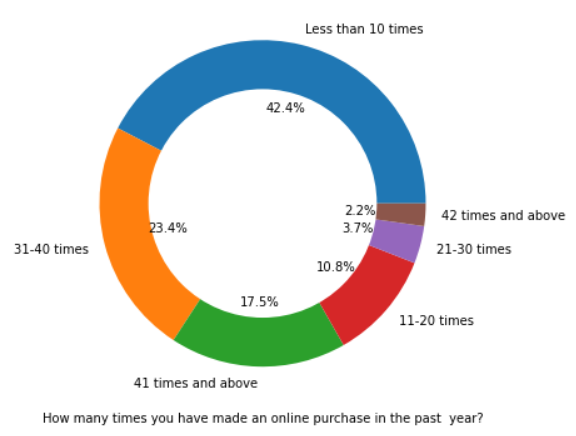 Less than 10 times
42.4%
2.2%
42 times and above
3.7%
23.4%
31-40 times
21-30 times
10.8%
17.5%
11-20 times
41 times and above
How many times you have made an online purchase in the past  year?